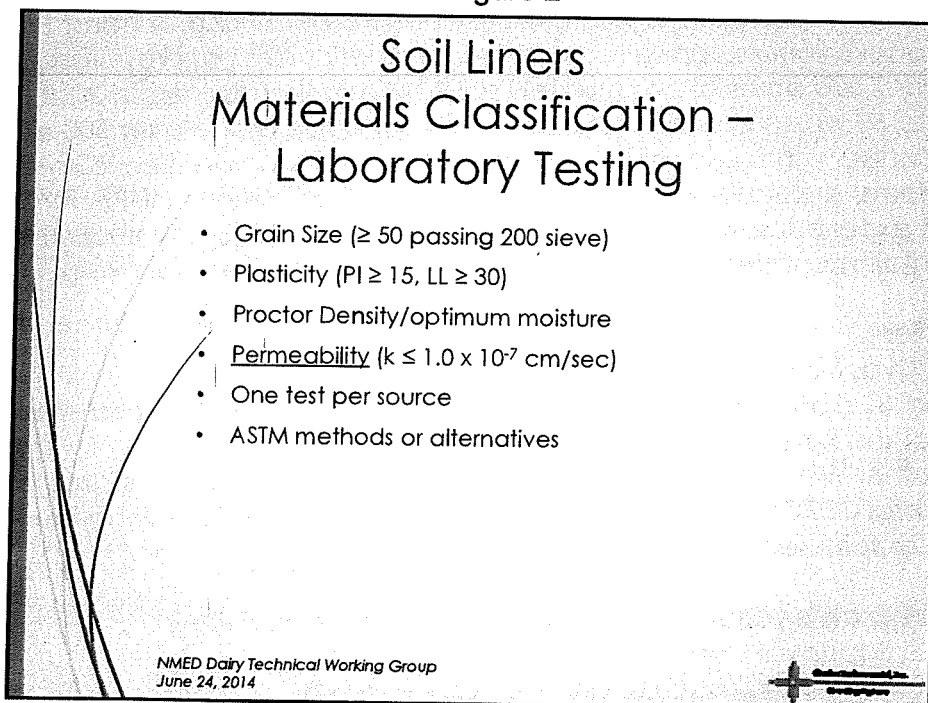 Soil Liners
Materials Classification –
Laboratory Testing
• Grain Size (≥ 50 passing 200 sieve)
• Plasticity (PI ≥ 15, LL ≥ 30)
• Proctor Density/optimum moisture
• Permeability (k ≤ 1.0 x 10⁻⁷ cm/sec)
• One test per source
• ASTM methods or alternatives
NMED Dairy Technical Working Group
June 24, 2014